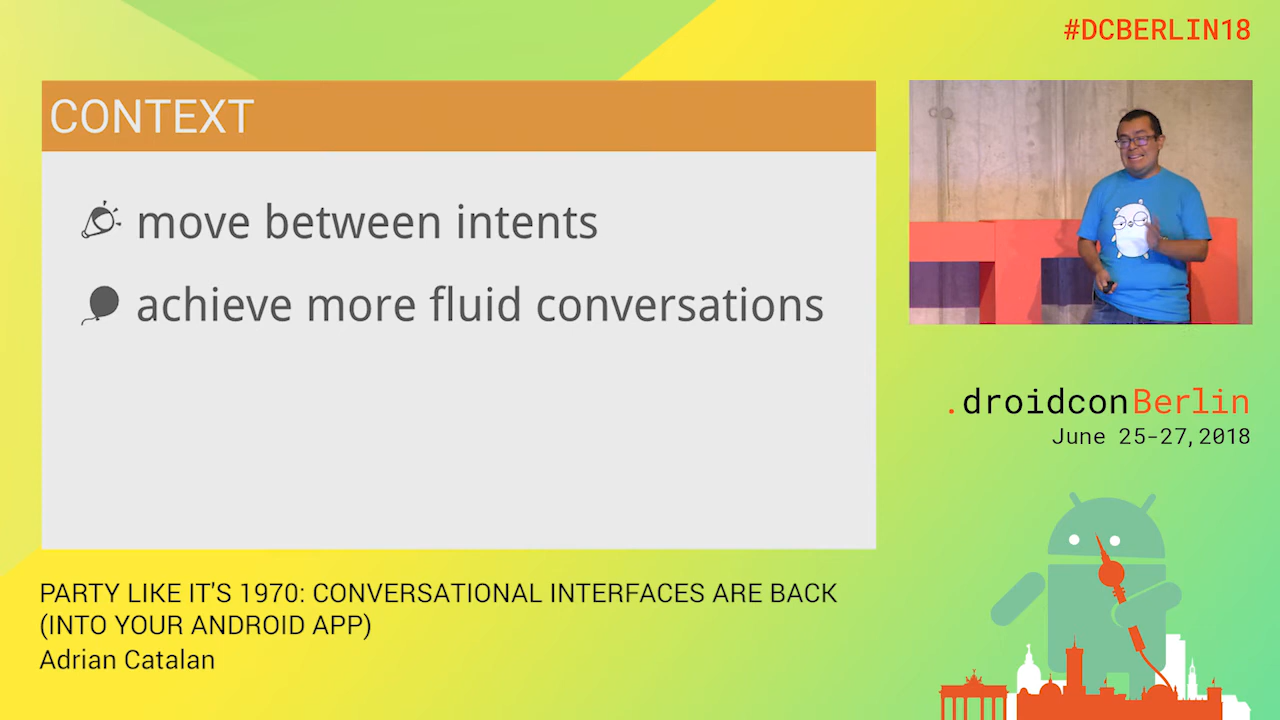 #DCBERLIN18
CONTEXT
move between intents
achieve more fluid conversations
.droidconBerlin
June 25-27,2018
PARTY LIKE IT'S 1970: CONVERSATIONAL INTERFACES ARE BACK
(INTO YOUR ANDROID APP)
Adrian Catalan